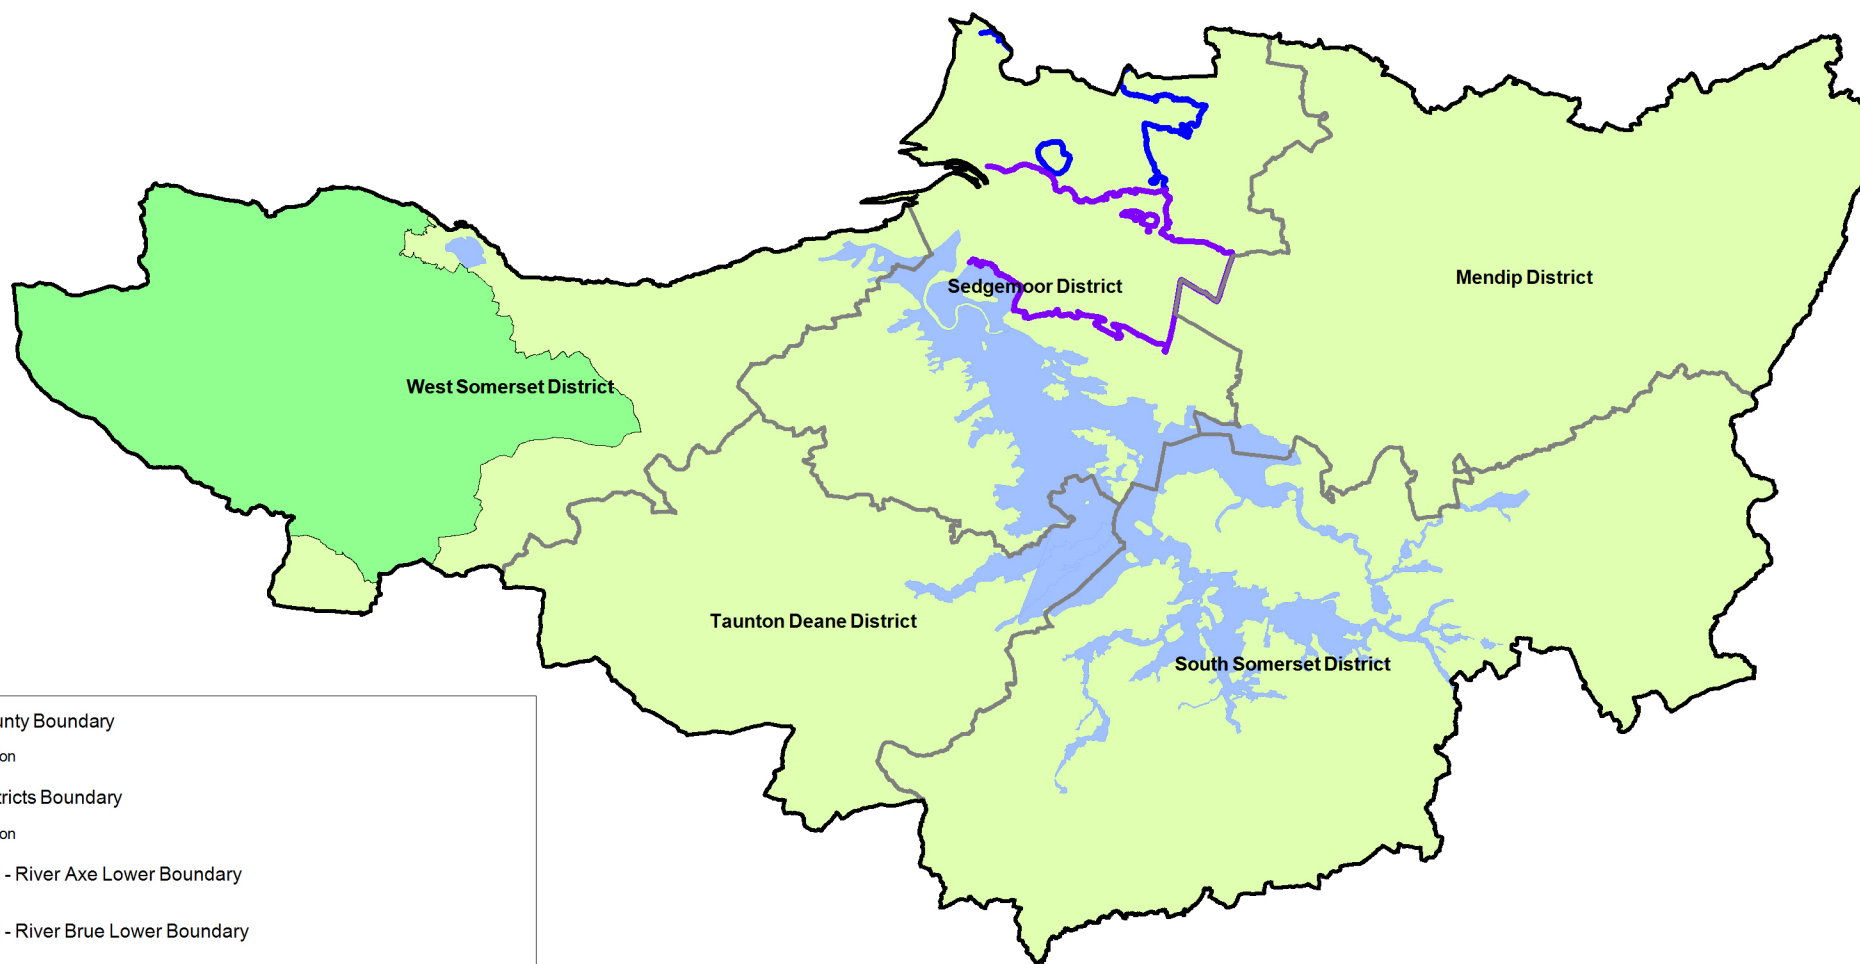 Mendip District
Sedgemoor District
West Somerset District
Taunton Deane District
South Somerset District
unty Boundary
on
tricts Boundary
on
- River Axe Lower Boundary
- River Brue Lower Boundary